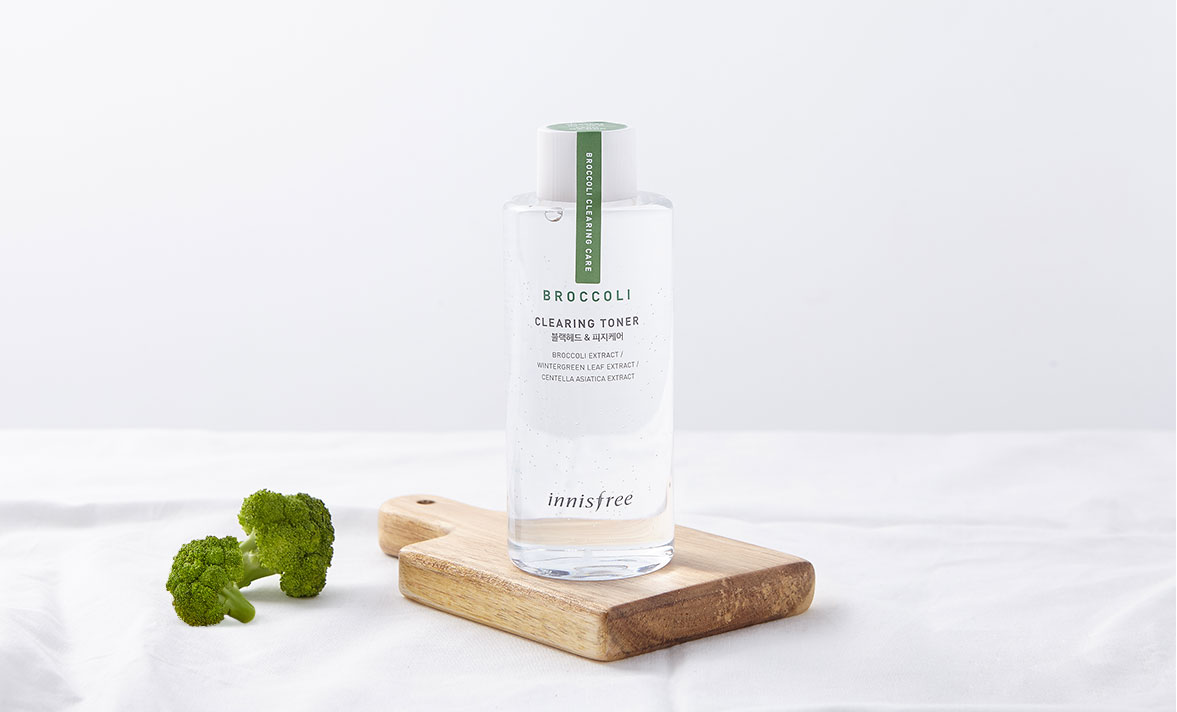 BROCCOLI CLEARING CARE
BROCCOLI
CLEARING TONER
블랙헤드 & 피지케어
BROCCOLI EXTRACT /
WINTERGREEN LEAF EXTRACT /
CENTELLA ASIATICA EXTRACT
innisfree